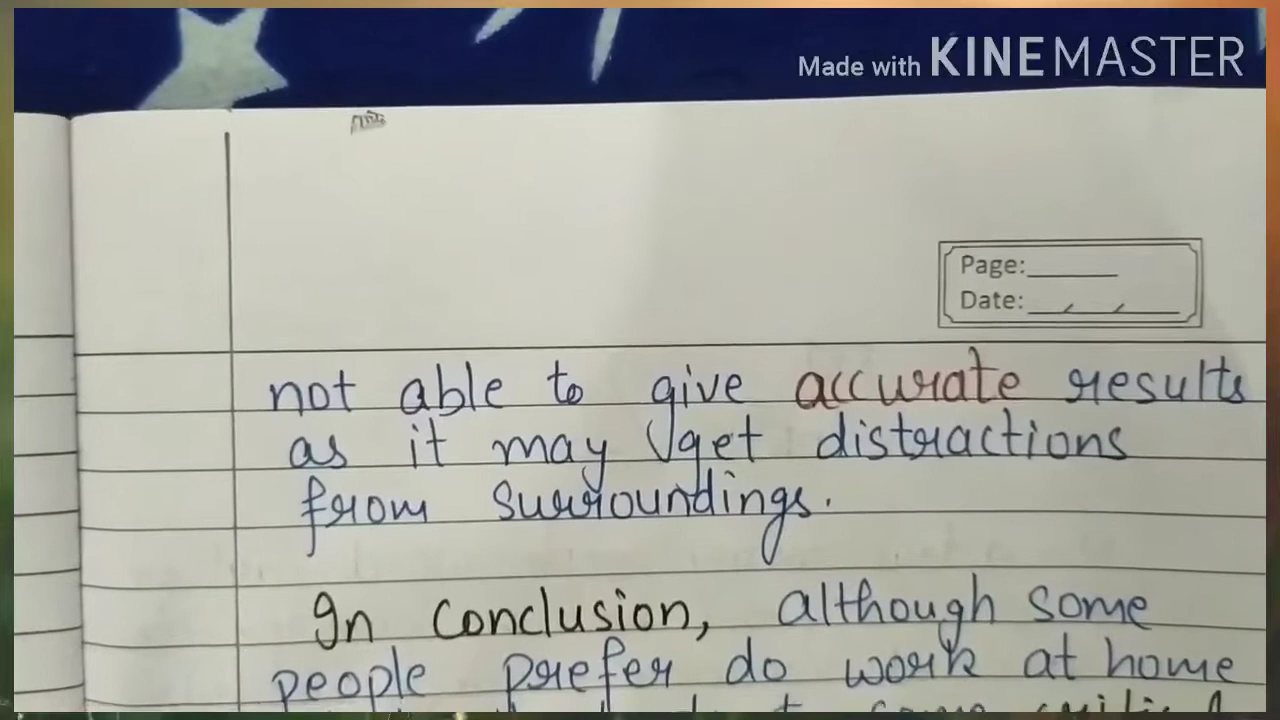 Made with KINEMASTER
Page:
Date:
not able to give accurate results
as it may get distractions
from surroundings.
In conclusion, although some
people prefer do work at home